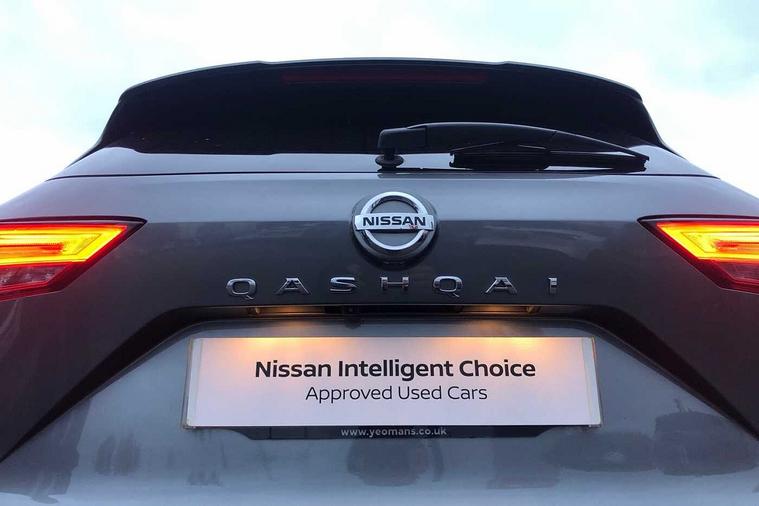 NISSAN
QASHQAI
Nissan Intelligent Choice
Approved Used Cars
www.yeomans.co.uk